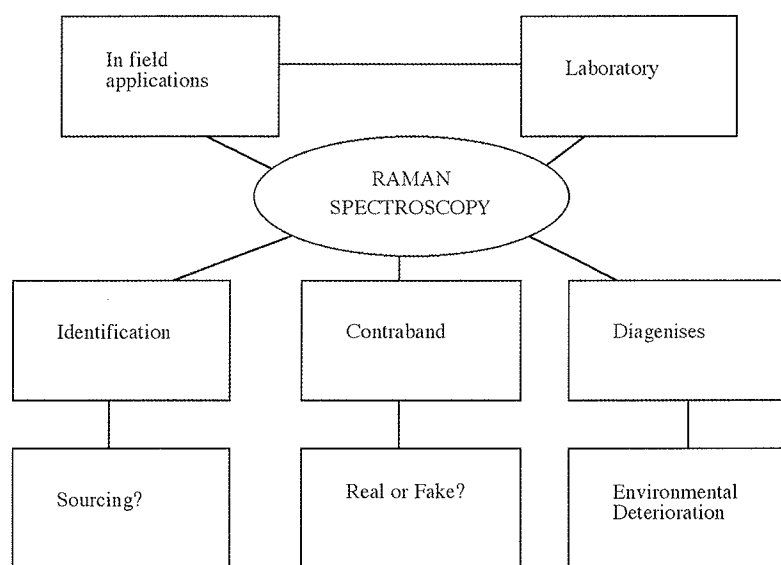 In field
applications
Laboratory
RAMAN
SPECTROSCOPY
Identification
Contraband
Diagenises
Sourcing?
Real or Fake?
Environmental
Deterioration